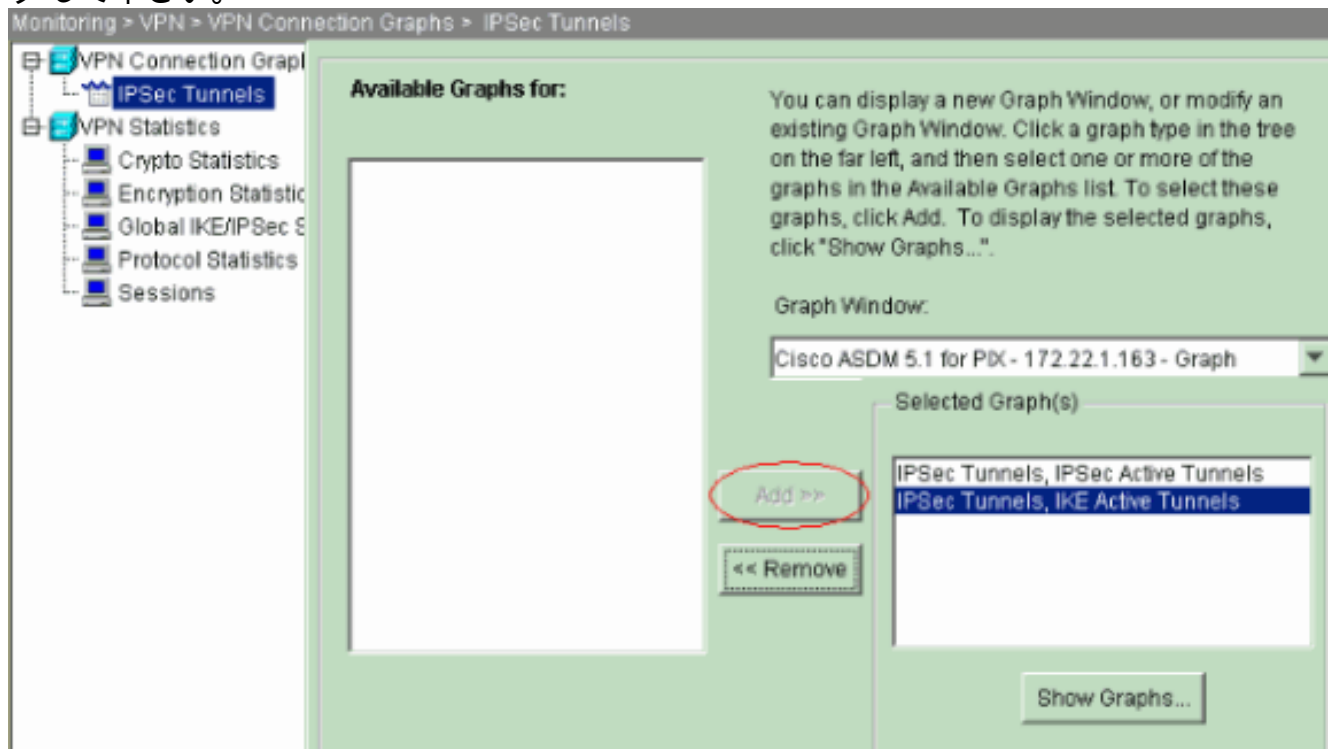 Monitoring > VPN > VPN Connection Graphs > IPSec Tunnels
VPN Connection Grapl
IPSec Tunnels
VPN Statistics
Crypto Statistics
Encryption Statistic
Global IKE/IPSec S
Protocol Statistics
Sessions
Available Graphs for:
You can display a new Graph Window, or modify an
existing Graph Window. Click a graph type in the tree
on the far left, and then select one or more of the
graphs in the Available Graphs list. To select these
graphs, click Add. To display the selected graphs,
click "Show Graphs...".
Graph Window:
Cisco ASDM 5.1 for PIX - 172.22.1.163 - Graph
Add >>
<< Remove
Selected Graph(s)
IPSec Tunnels, IPSec Active Tunnels
IPSec Tunnels, IKE Active Tunnels
Show Graphs...